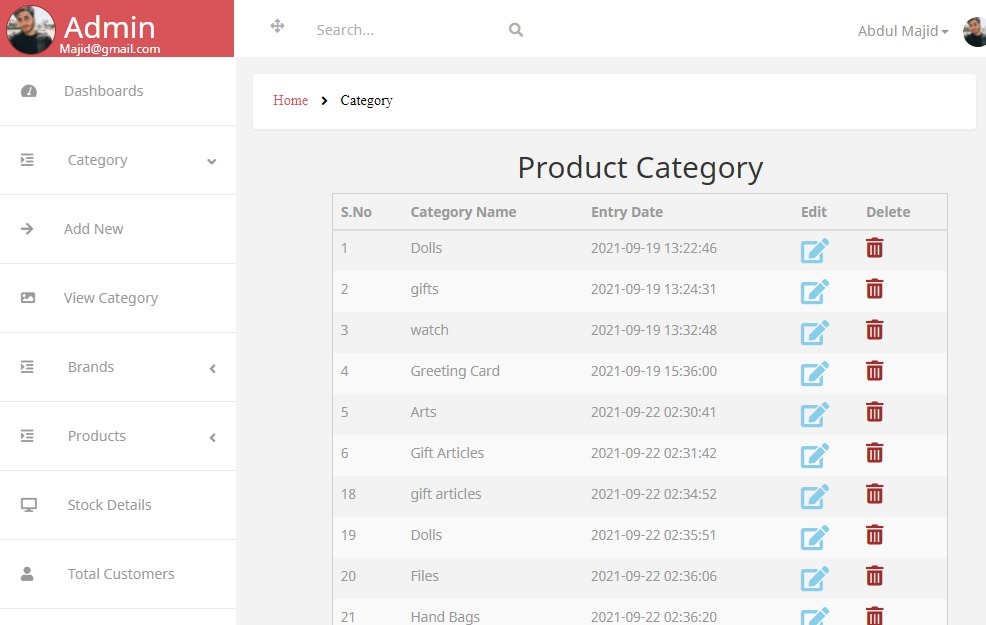 Admin
Majid@gmail.com
Search...
Abdul Majid
Dashboards
Category
Add New
View Category
Brands
Products
Stock Details
Total Customers
Home > Category
Product Category
S.No Category Name Entry Date Edit Delete
1 Dolls 2021-09-19 13:22:46
2 gifts 2021-09-19 13:24:31
3 watch 2021-09-19 13:32:48
4 Greeting Card 2021-09-19 15:36:00
5 Arts 2021-09-22 02:30:41
6 Gift Articles 2021-09-22 02:31:42
18 gift articles 2021-09-22 02:34:52
19 Dolls 2021-09-22 02:35:51
20 Files 2021-09-22 02:36:06
21 Hand Bags 2021-09-22 02:36:20